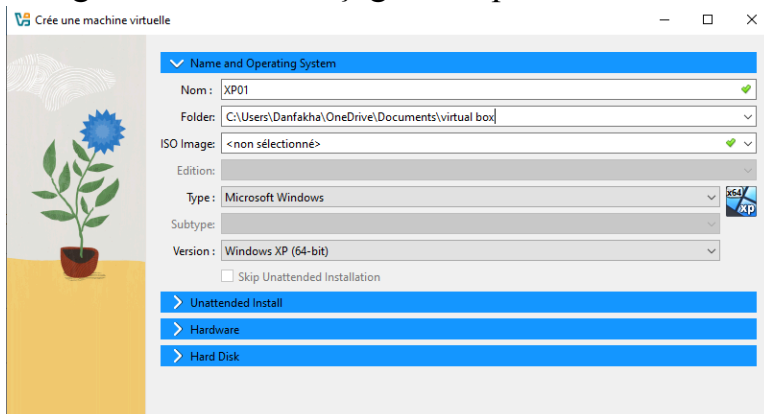 Crée une machine virtuelle
Name and Operating System
Nom : XP01
Folder: C:\Users\Danfakha\OneDrive\Documents\virtual box
ISO Image: <non sélectionné>
Edition:
Type : Microsoft Windows
x64
xp
Subtype:
Version : Windows XP (64-bit)
Skip Unattended Installation
Unattended Install
Hardware
Hard Disk